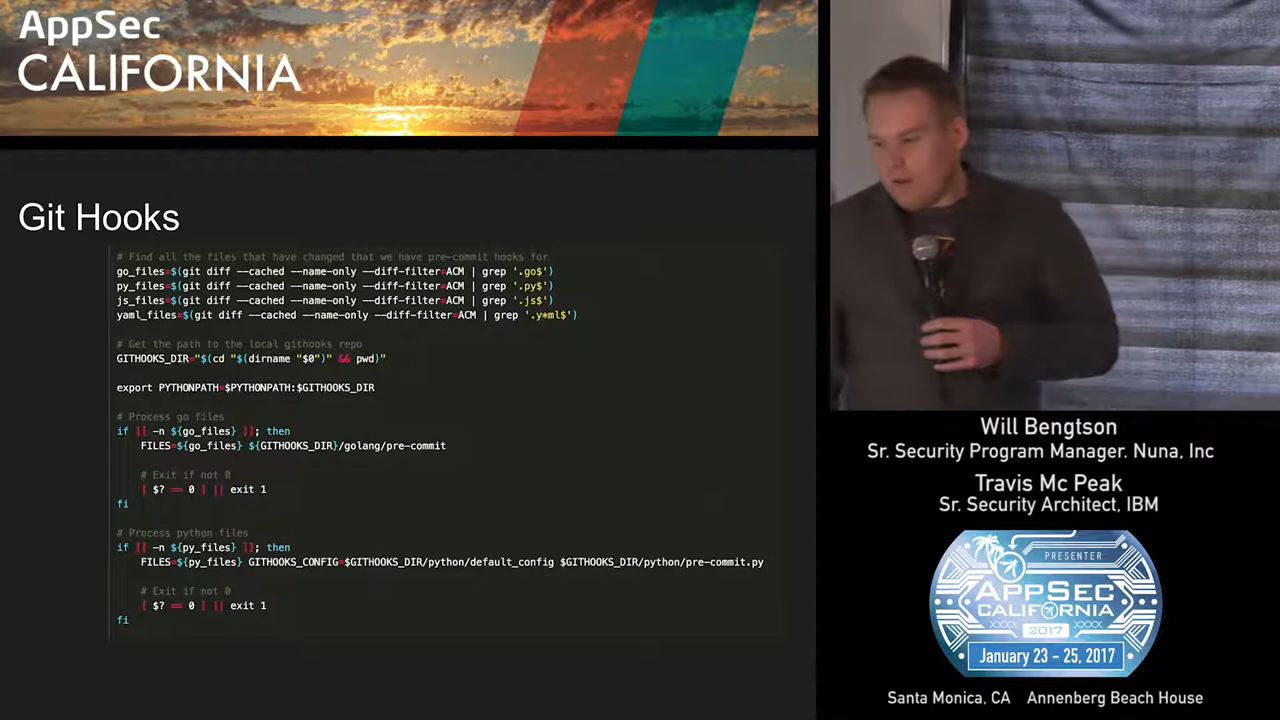 AppSec
CALIFORNIA
Git Hooks
# Find all the files that have changed that we have pre-commit hooks for
go_files=$(git diff --cached --name-only --diff-filter=ACM | grep '.go$')
py_files=$(git diff --cached --name-only --diff-filter=ACM | grep '.py$')
js_files=$(git diff --cached --name-only --diff-filter=ACM | grep '.js$')
yaml_files=$(git diff --cached --name-only --diff-filter=ACM | grep '.y*ml$')
# Get the path to the local githooks repo
GITHOOKS_DIR="$(cd "$(dirname "$0")" && pwd)"
export PYTHONPATH=$PYTHONPATH:$GITHOOKS_DIR
# Process go files
if [[ -n ${go_files} ]]; then
FILES=${go_files} ${GITHOOKS_DIR}/golang/pre-commit
# Exit if not 0
[ $? == 0 ] || exit 1
fi
# Process python files
if [[ -n ${py_files} ]]; then
FILES=${py_files} GITHOOKS_CONFIG=$GITHOOKS_DIR/python/default_config $GITHOOKS_DIR/python/pre-commit.py
# Exit if not 0
[ $? == 0 ] || exit 1
fi
Will Bengtson
Sr. Security Program Manager. Nuna, Inc
Travis Mc Peak
Sr. Security Architect, IBM
PRESENTER
APPSEC
CALIFORNIA
2017
January 23 - 25, 2017
Santa Monica, CA Annenberg Beach House